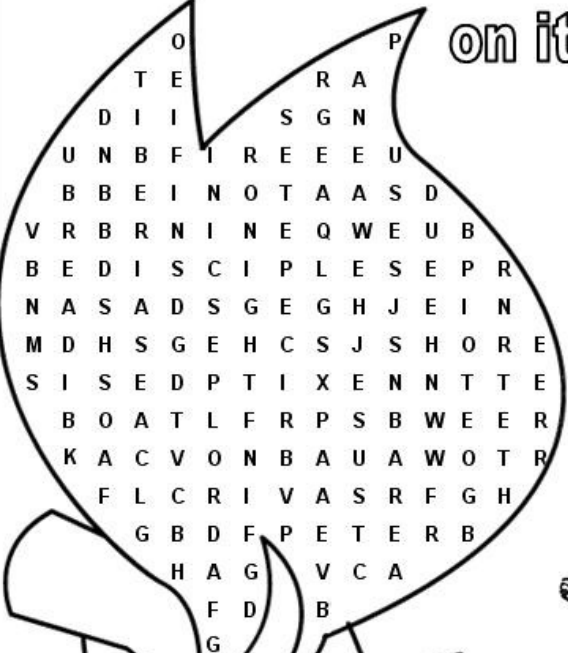 on it
O P
T E R A
D I I S G N
U N B F I R E E E U
B B E I N O T A A S D
V R B R N I N E Q W E U B
B E D I S C I P L E S E P R
N A S A D S G E G H J E I N
M D H S G E H C S J S H O R E
S I S E D P T I X E N N T T E
B O A T L F R P S B W E E R
K A C V O N B A U A W O T R
F L C R I V A S R F G H
G B D F P E T E R B
H A G V C A
F D B
G